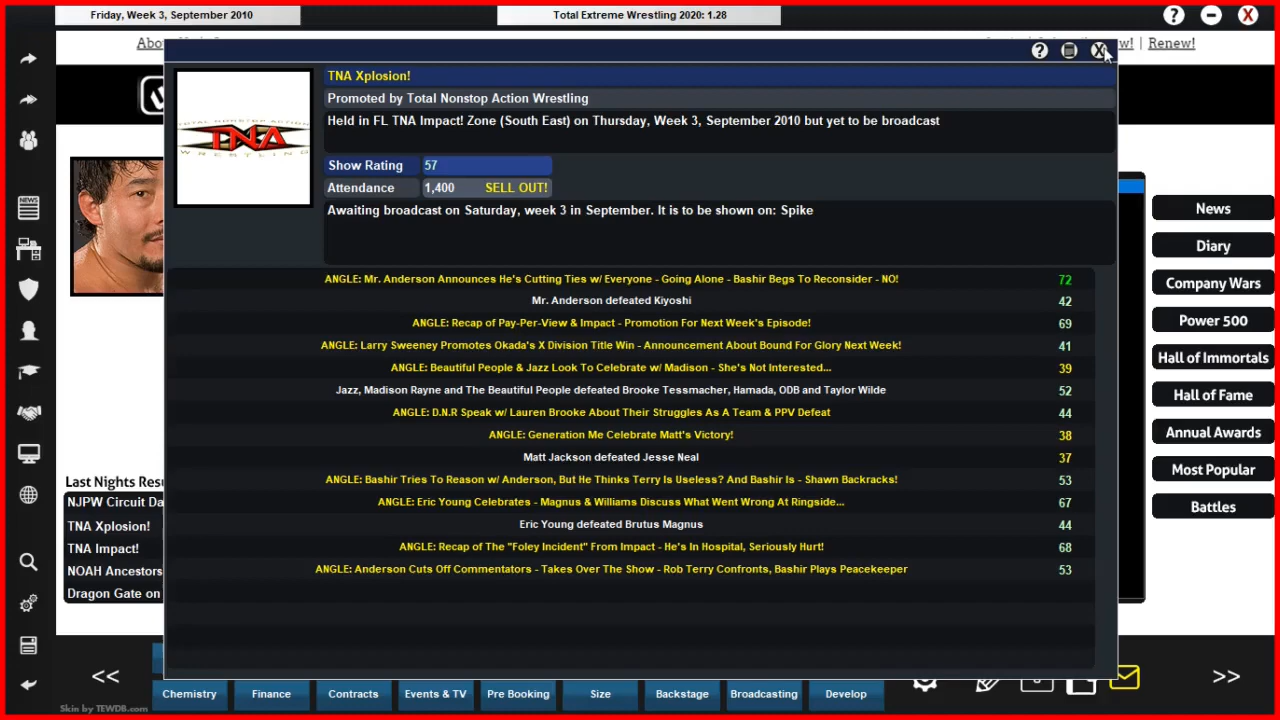 Friday, Week 3, September 2010
Total Extreme Wrestling 2020: 1.28
?
X
Abou
w!|
Renew!
?
X
TNA Xplosion!
Promoted by Total Nonstop Action Wrestling
Held in FL TNA Impact! Zone (South East) on Thursday, Week 3, September 2010 but yet to be broadcast
TOTAL NONSTOP ACTION
TNA
WRESTLING
Show Rating 57
Attendance 1,400 SELL OUT!
Awaiting broadcast on Saturday, week 3 in September. It is to be shown on: Spike
ANGLE: Mr. Anderson Announces He's Cutting Ties w/ Everyone - Going Alone - Bashir Begs To Reconsider - NO! 72
Mr. Anderson defeated Kiyoshi 42
ANGLE: Recap of Pay-Per-View & Impact - Promotion For Next Week's Episode! 69
ANGLE: Larry Sweeney Promotes Okada's X Division Title Win - Announcement About Bound For Glory Next Week! 41
ANGLE: Beautiful People & Jazz Look To Celebrate w/ Madison - She's Not Interested... 39
Jazz, Madison Rayne and The Beautiful People defeated Brooke Tessmacher, Hamada, ODB and Taylor Wilde 52
ANGLE: D.N.R Speak w/ Lauren Brooke About Their Struggles As A Team & PPV Defeat 44
ANGLE: Generation Me Celebrate Matt's Victory! 38
Matt Jackson defeated Jesse Neal 37
ANGLE: Bashir Tries To Reason w/ Anderson, But He Thinks Terry Is Useless? And Bashir Is - Shawn Backracks! 53
ANGLE: Eric Young Celebrates - Magnus & Williams Discuss What Went Wrong At Ringside... 67
Eric Young defeated Brutus Magnus 44
ANGLE: Recap of The "Foley Incident" From Impact - He's In Hospital, Seriously Hurt! 68
ANGLE: Anderson Cuts Off Commentators - Takes Over The Show - Rob Terry Confronts, Bashir Plays Peacekeeper 53
NEWS
Last Nights Resu
NJPW Circuit Da
TNA Xplosion!
TNA Impact!
NOAH Ancestors
Dragon Gate on
News
Diary
Company Wars
Power 500
Hall of Immortals
Hall of Fame
Annual Awards
Most Popular
Battles
<<
Chemistry
Finance
Contracts
Events & TV
Pre Booking
Size
Backstage
Broadcasting
Develop
>>
Skin by TEWDB.com